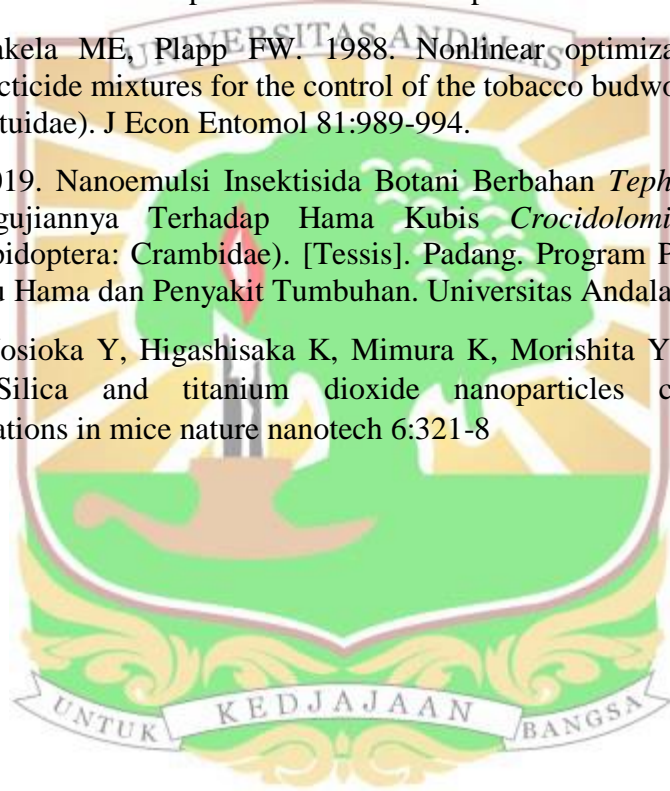 UNIVERSITAS ANDALAS
akela ME, Plapp FW. 1988. Nonlinear optimiza
cticide mixtures for the control of the tobacco budwo
tuidae). J Econ Entomol 81:989-994.
019. Nanoemulsi Insektisida Botani Berbahan Teph
gujiannya Terhadap Hama Kubis Crocidolomi
pidoptera: Crambidae). [Tessis]. Padang. Program P
u Hama dan Penyakit Tumbuhan. Universitas Andala
osioka Y, Higashisaka K, Mimura K, Morishita Y
Silica and titanium dioxide nanoparticles c
ations in mice nature nanotech 6:321-8
UNTUK KEDJAJAAN BANGSA